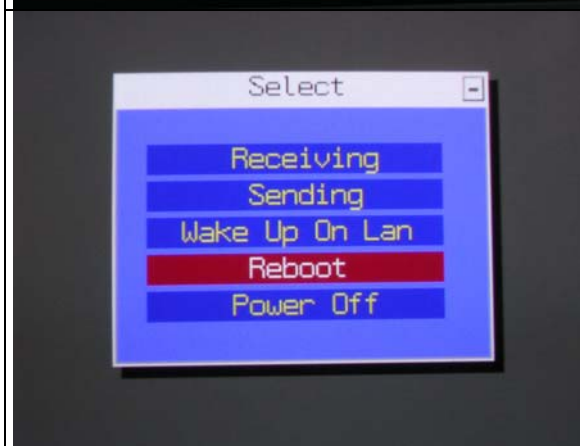 Select
Receiving
Sending
Wake Up On Lan
Reboot
Power Off